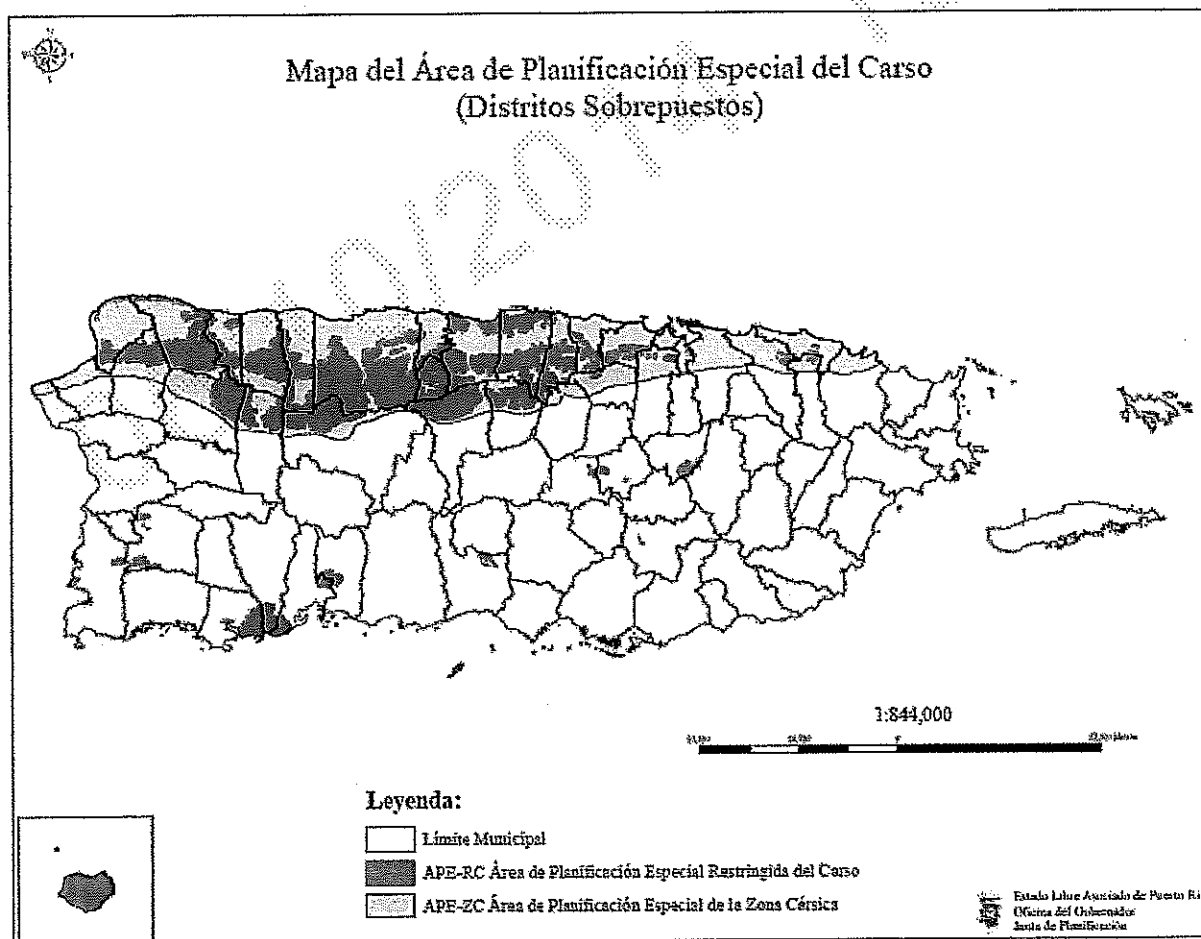 Mapa del Área de Planificación Especial del Carso
(Distritos Sobrepuestos)
1:844,000
Leyenda:
Límite Municipal
APE-RC Área de Planificación Especial Restringida del Carso
APE-ZC Área de Planificación Especial de la Zona Cársica
Estado Libre Asociado de Puerto Ri
Oficina del Gobernador
Junta de Planificación